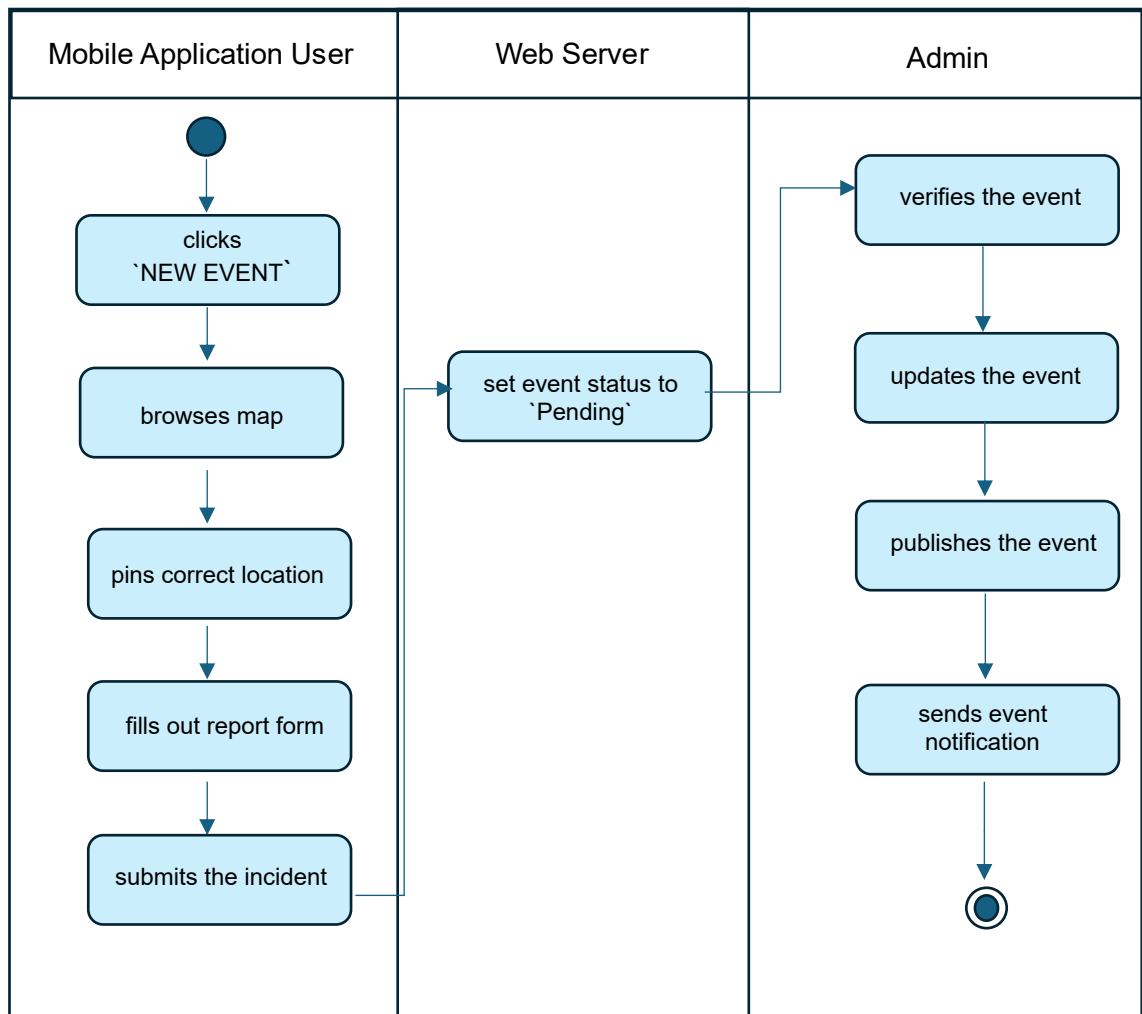 Mobile Application User
Web Server
Admin
clicks
`NEW EVENT`
browses map
pins correct location
fills out report form
submits the incident
set event status to
`Pending`
verifies the event
updates the event
publishes the event
sends event
notification